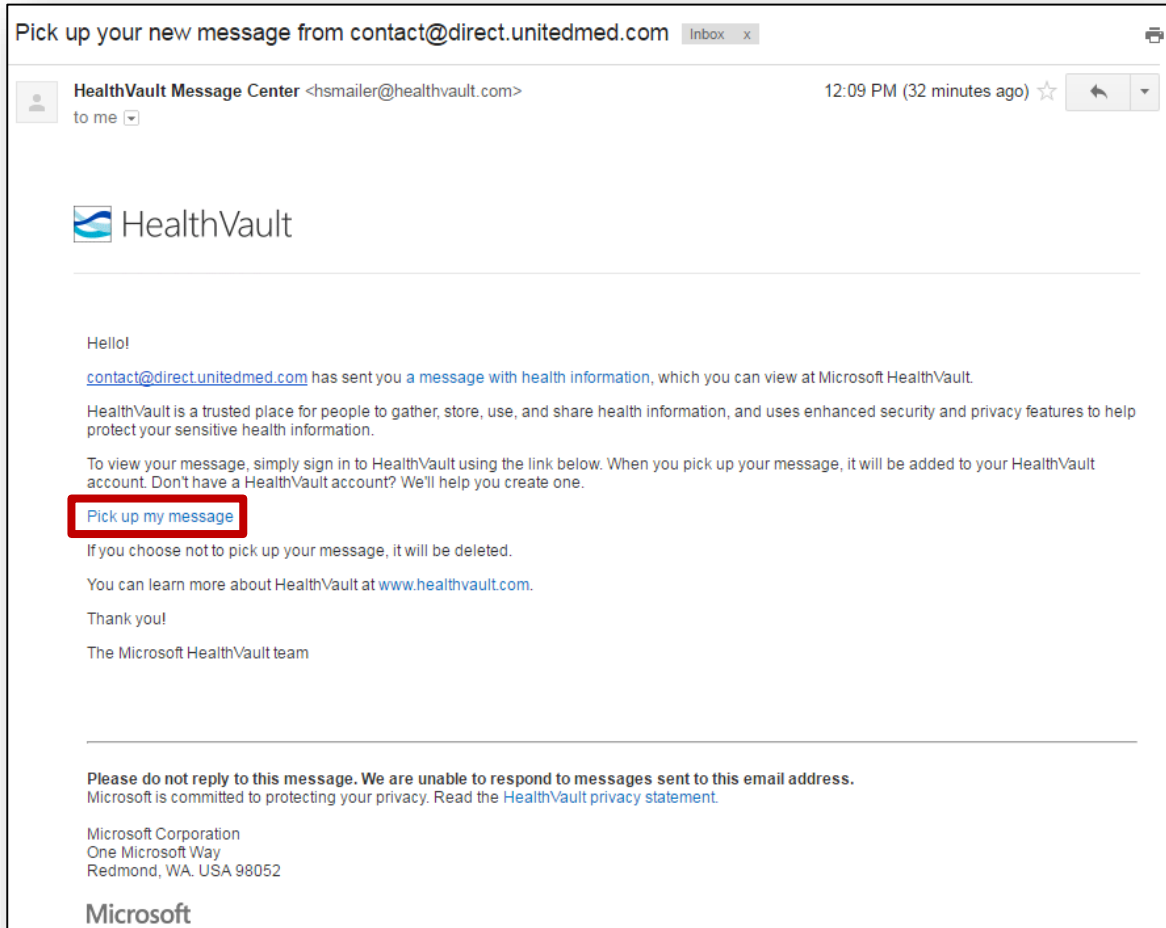 Pick up your new message from contact@direct.unitedmed.com Inbox x
HealthVault Message Center <hsmailer@healthvault.com> 12:09 PM (32 minutes ago)
to me
HealthVault
Hello!
contact@direct.unitedmed.com has sent you a message with health information, which you can view at Microsoft HealthVault.
HealthVault is a trusted place for people to gather, store, use, and share health information, and uses enhanced security and privacy features to help
protect your sensitive health information.
To view your message, simply sign in to HealthVault using the link below. When you pick up your message, it will be added to your HealthVault
account. Don't have a HealthVault account? We'll help you create one.
Pick up my message
If you choose not to pick up your message, it will be deleted.
You can learn more about HealthVault at www.healthvault.com.
Thank you!
The Microsoft HealthVault team
Please do not reply to this message. We are unable to respond to messages sent to this email address.
Microsoft is committed to protecting your privacy. Read the HealthVault privacy statement.
Microsoft Corporation
One Microsoft Way
Redmond, WA. USA 98052
Microsoft